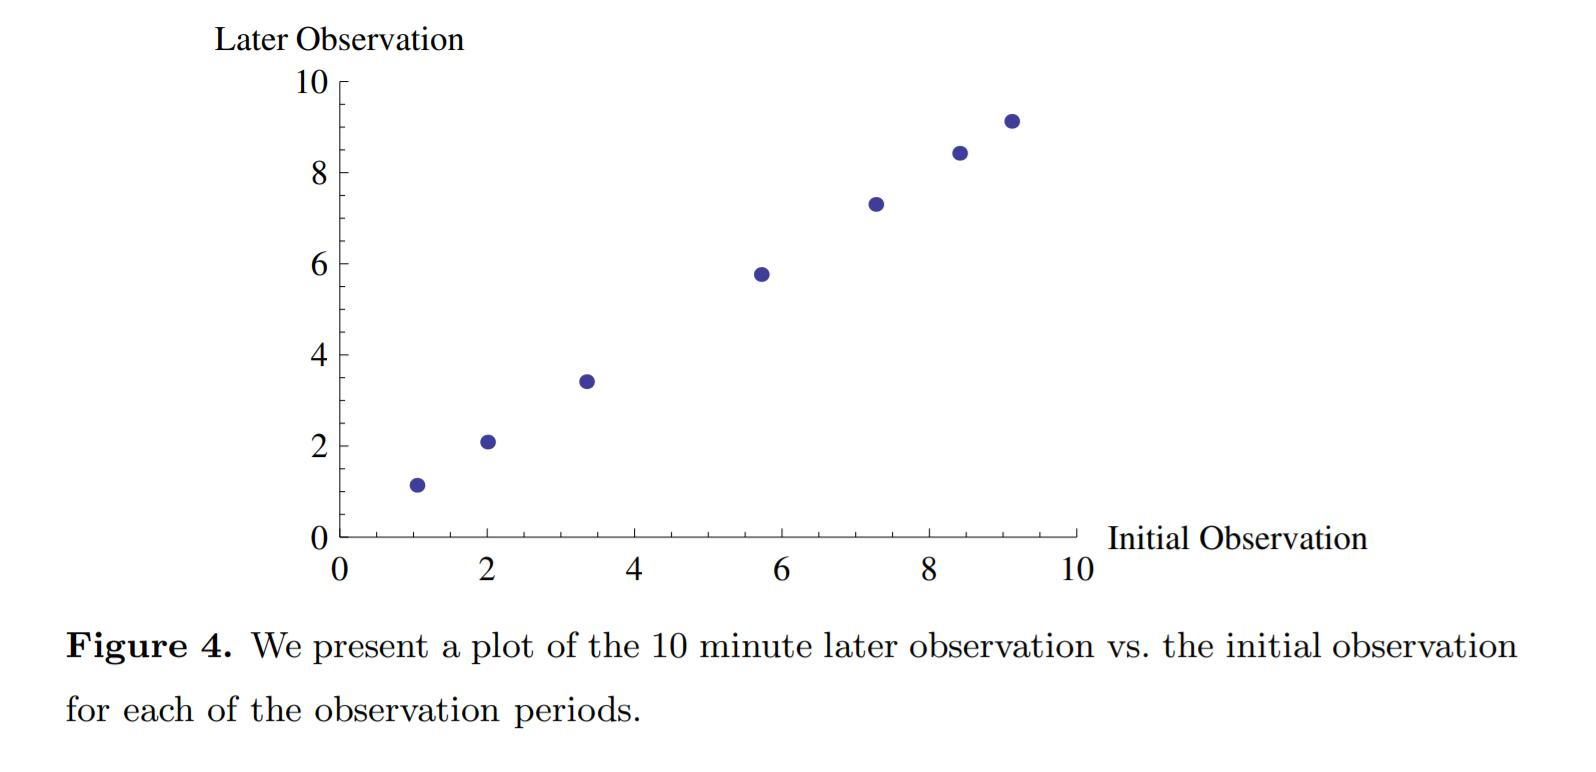 Later Observation
10
8
6
4
2
0
0 2 4 6 8 10
Initial Observation
Figure 4. We present a plot of the 10 minute later observation vs. the initial observation
for each of the observation periods.